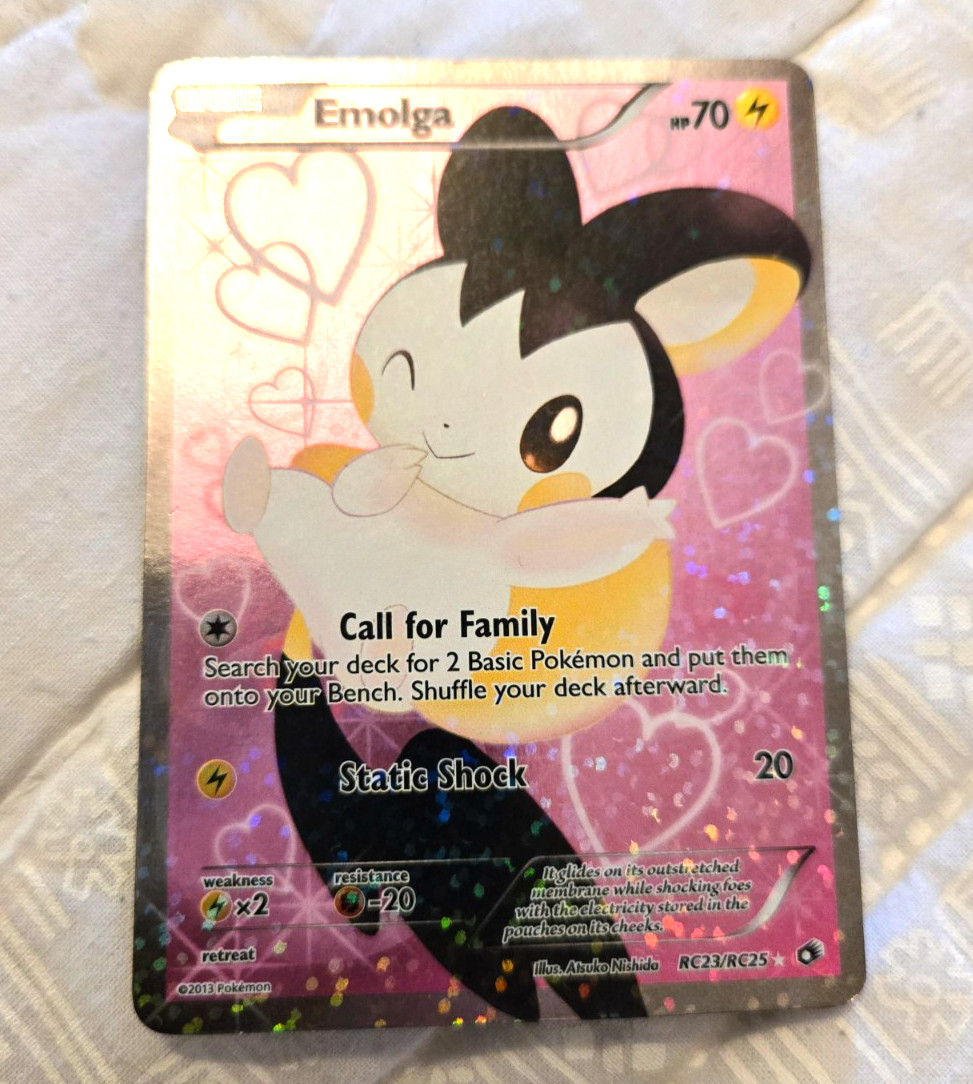 Emolga HP70
Call for Family
Search your deck for 2 Basic Pokémon and put them
onto your Bench. Shuffle your deck afterward.
Static Shock 20
weakness resistance
×2 -20
It glides on its outstretched
membrane while shocking foes
with the electricity stored in the
pouches on its cheeks.
retreat
Illus. Atsuko Nishida RC23/RC25
©2013 Pokémon